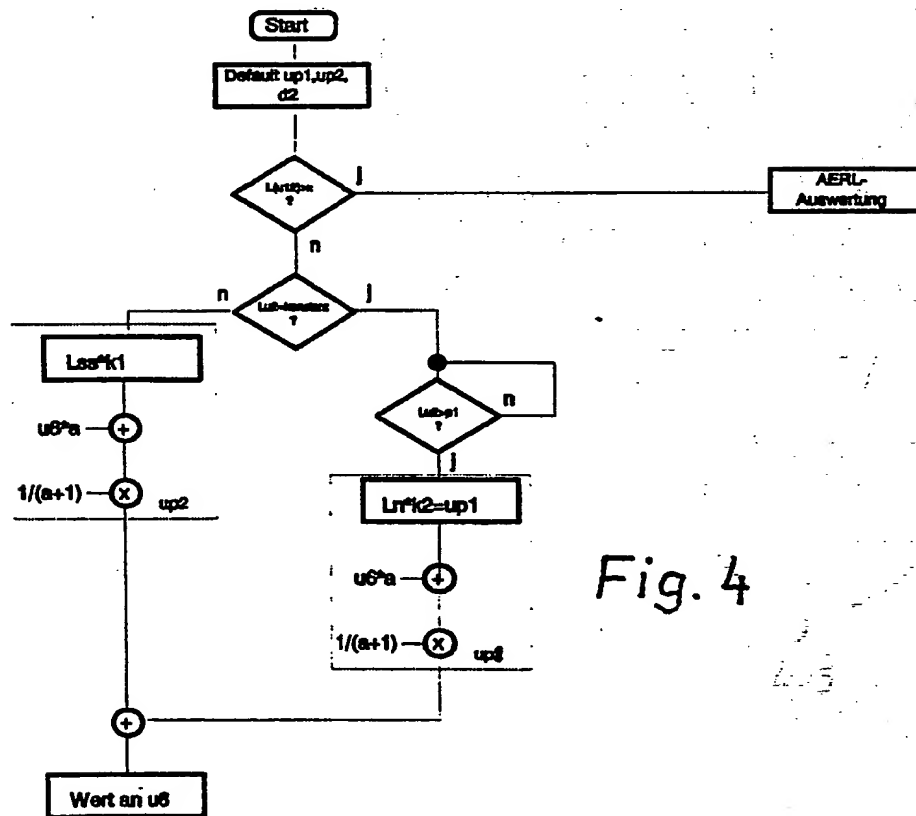 Start
Default up1,up2,
d2
?
j
AERL-
Auswertung
n
n
?
j
Lss*k1
?
n
u6*a
+
j
1/(a+1)
x
up2
Ln*k2=up1
u6*a
+
Fig. 4
1/(a+1)
x
+
Wert an u6